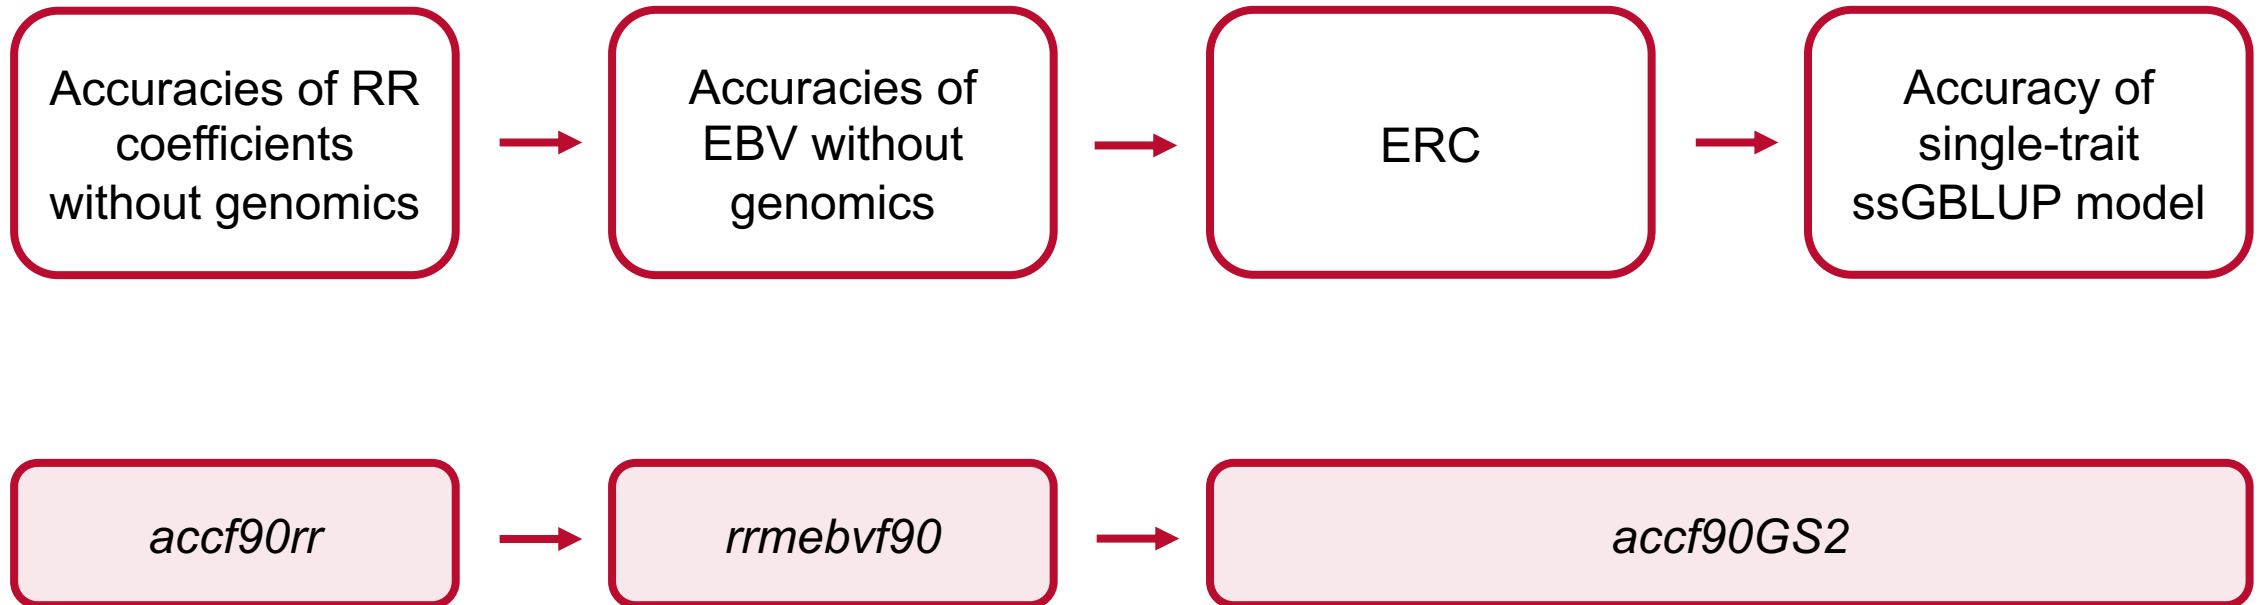 Accuracies of RR
coefficients
without genomics
Accuracies of
EBV without
genomics
ERC
Accuracy of
single-trait
ssGBLUP model
accf90rr
rrmebvf90
accf90GS2